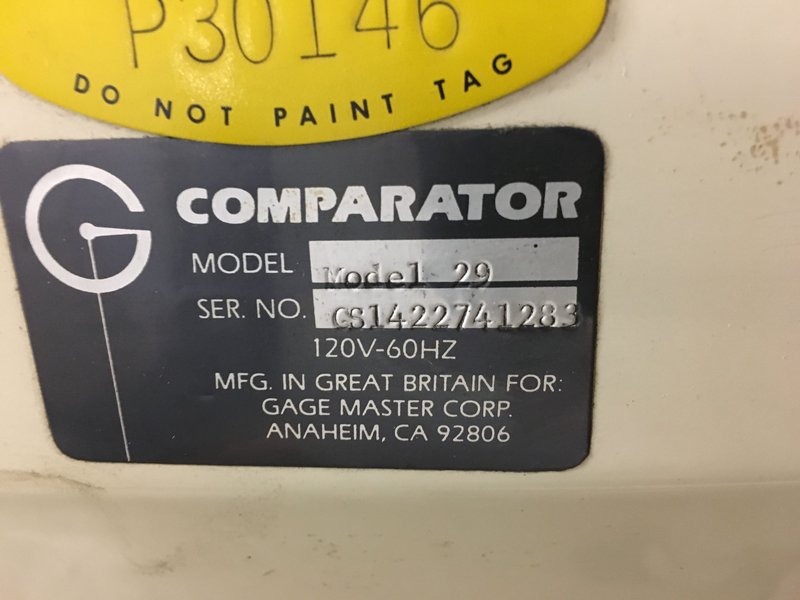 P30146
DO NOT PAINT TAG
COMPARATOR
MODEL Model 29
SER. NO. CS1422741283
120V-60HZ
MFG. IN GREAT BRITAIN FOR:
GAGE MASTER CORP.
ANAHEIM, CA 92806